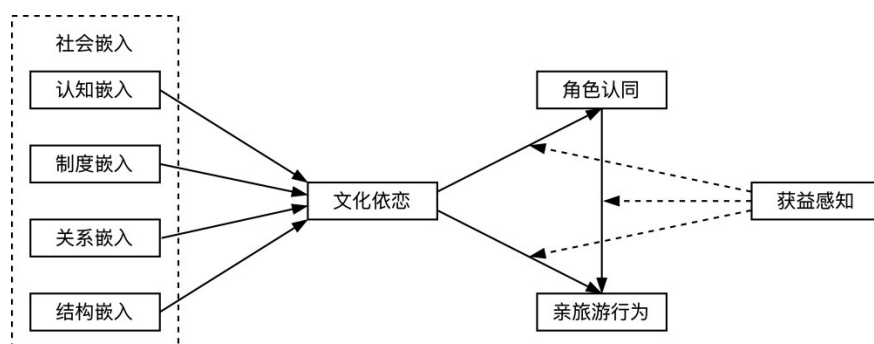 社会嵌入
认知嵌入
制度嵌入
关系嵌入
结构嵌入
文化依恋
角色认同
亲旅游行为
获益感知